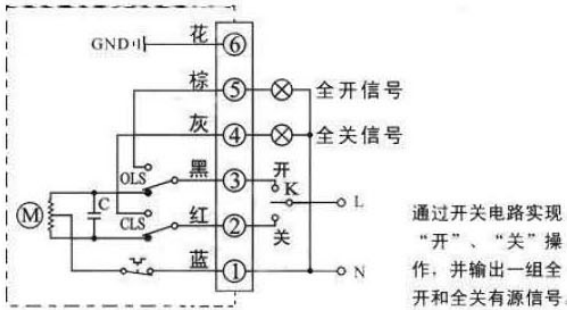 GND 花 ⑥
棕 ⑤ 全开信号
灰 ④ 全关信号
OLS 黑 ③ 开
K
M C CLS 红 ② 关
L
蓝 ① N
通过开关电路实现
“开”、“关”操
作，并输出一组全
开和全关有源信号。